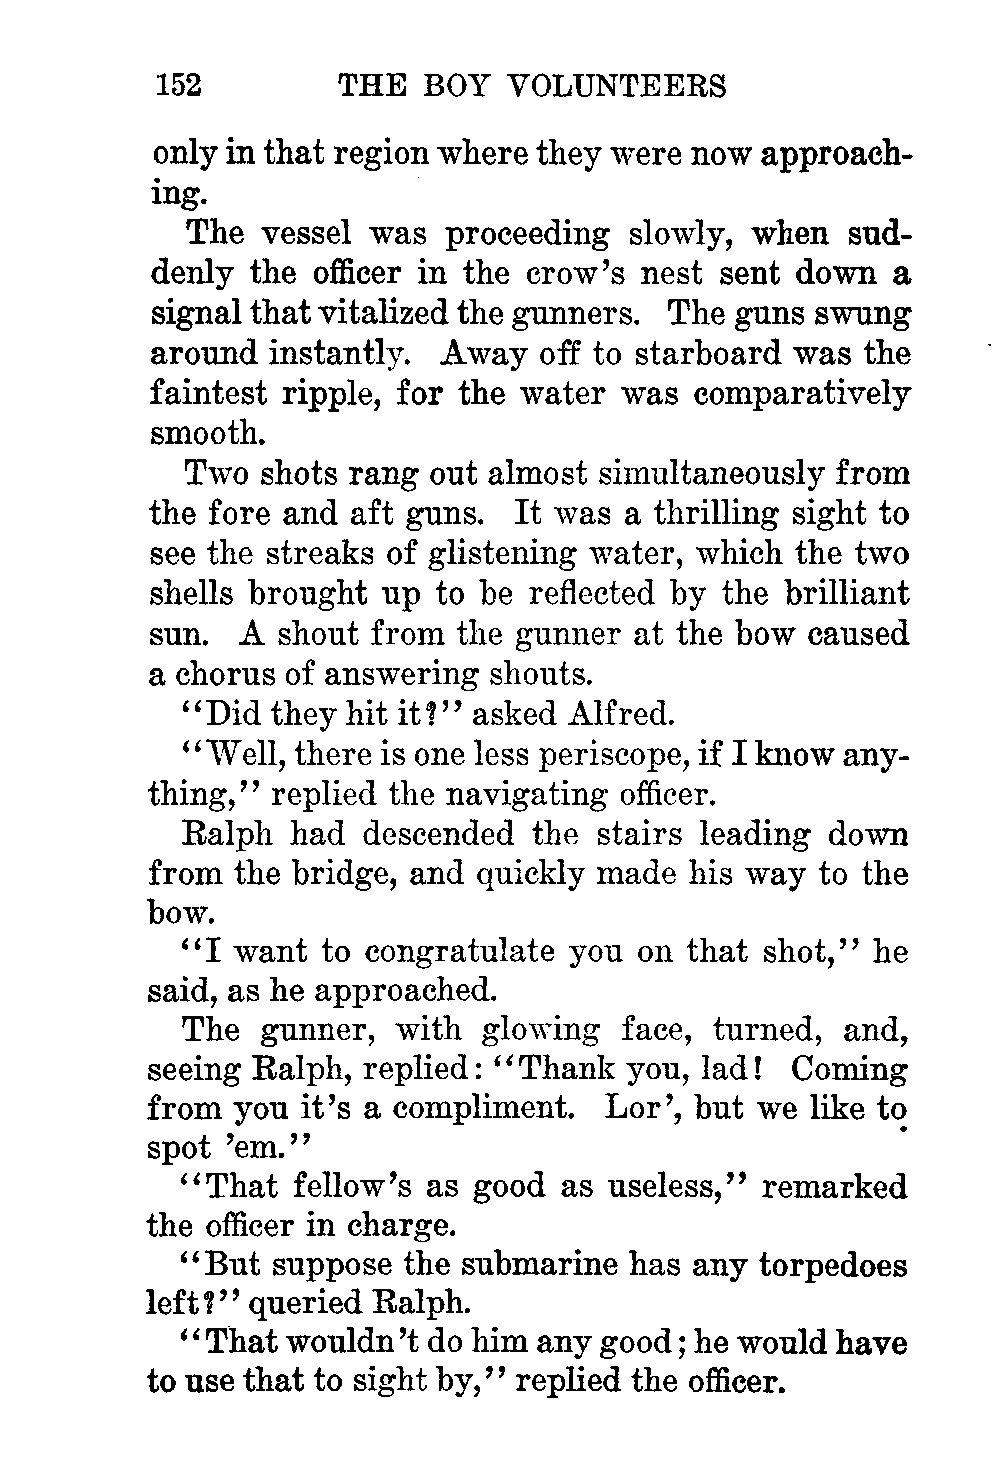 152 THE BOY VOLUNTEERS
only in that region where they were now approach-
ing.
The vessel was proceeding slowly, when sud-
denly the officer in the crow's nest sent down a
signal that vitalized the gunners. The guns swung
around instantly. Away off to starboard was the
faintest ripple, for the water was comparatively
smooth.
Two shots rang out almost simultaneously from
the fore and aft guns. It was a thrilling sight to
see the streaks of glistening water, which the two
shells brought up to be reflected by the brilliant
sun. A shout from the gunner at the bow caused
a chorus of answering shouts.
"Did they hit it?" asked Alfred.
"Well, there is one less periscope, if I know any-
thing," replied the navigating officer.
Ralph had descended the stairs leading down
from the bridge, and quickly made his way to the
bow.
"I want to congratulate you on that shot," he
said, as he approached.
The gunner, with glowing face, turned, and,
seeing Ralph, replied: "Thank you, lad! Coming
from you it's a compliment. Lor', but we like to
spot 'em."
"That fellow's as good as useless," remarked
the officer in charge.
"But suppose the submarine has any torpedoes
left?" queried Ralph.
"That wouldn't do him any good; he would have
to use that to sight by," replied the officer.